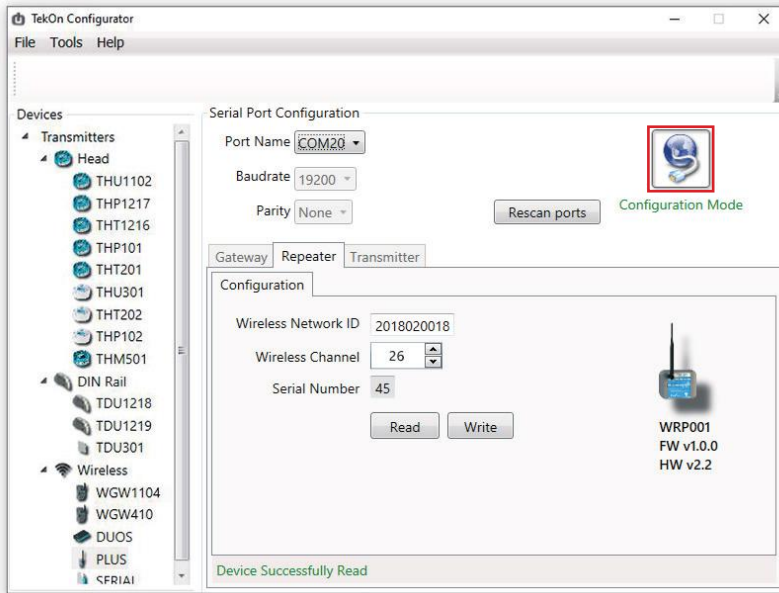 TekOn Configurator
File Tools Help
Devices
Transmitters
Head
THU1102
THP1217
THT1216
THP101
THT201
THU301
THT202
THP102
THM501
DIN Rail
TDU1218
TDU1219
TDU301
Wireless
WGW1104
WGW410
DUOS
PLUS
SERIAL
Serial Port Configuration
Port Name COM20
Baudrate 19200
Parity None
Rescan ports
Configuration Mode
Gateway Repeater Transmitter
Configuration
Wireless Network ID 2018020018
Wireless Channel 26
Serial Number 45
Read Write
WRP001
FW v1.0.0
HW v2.2
Device Successfully Read